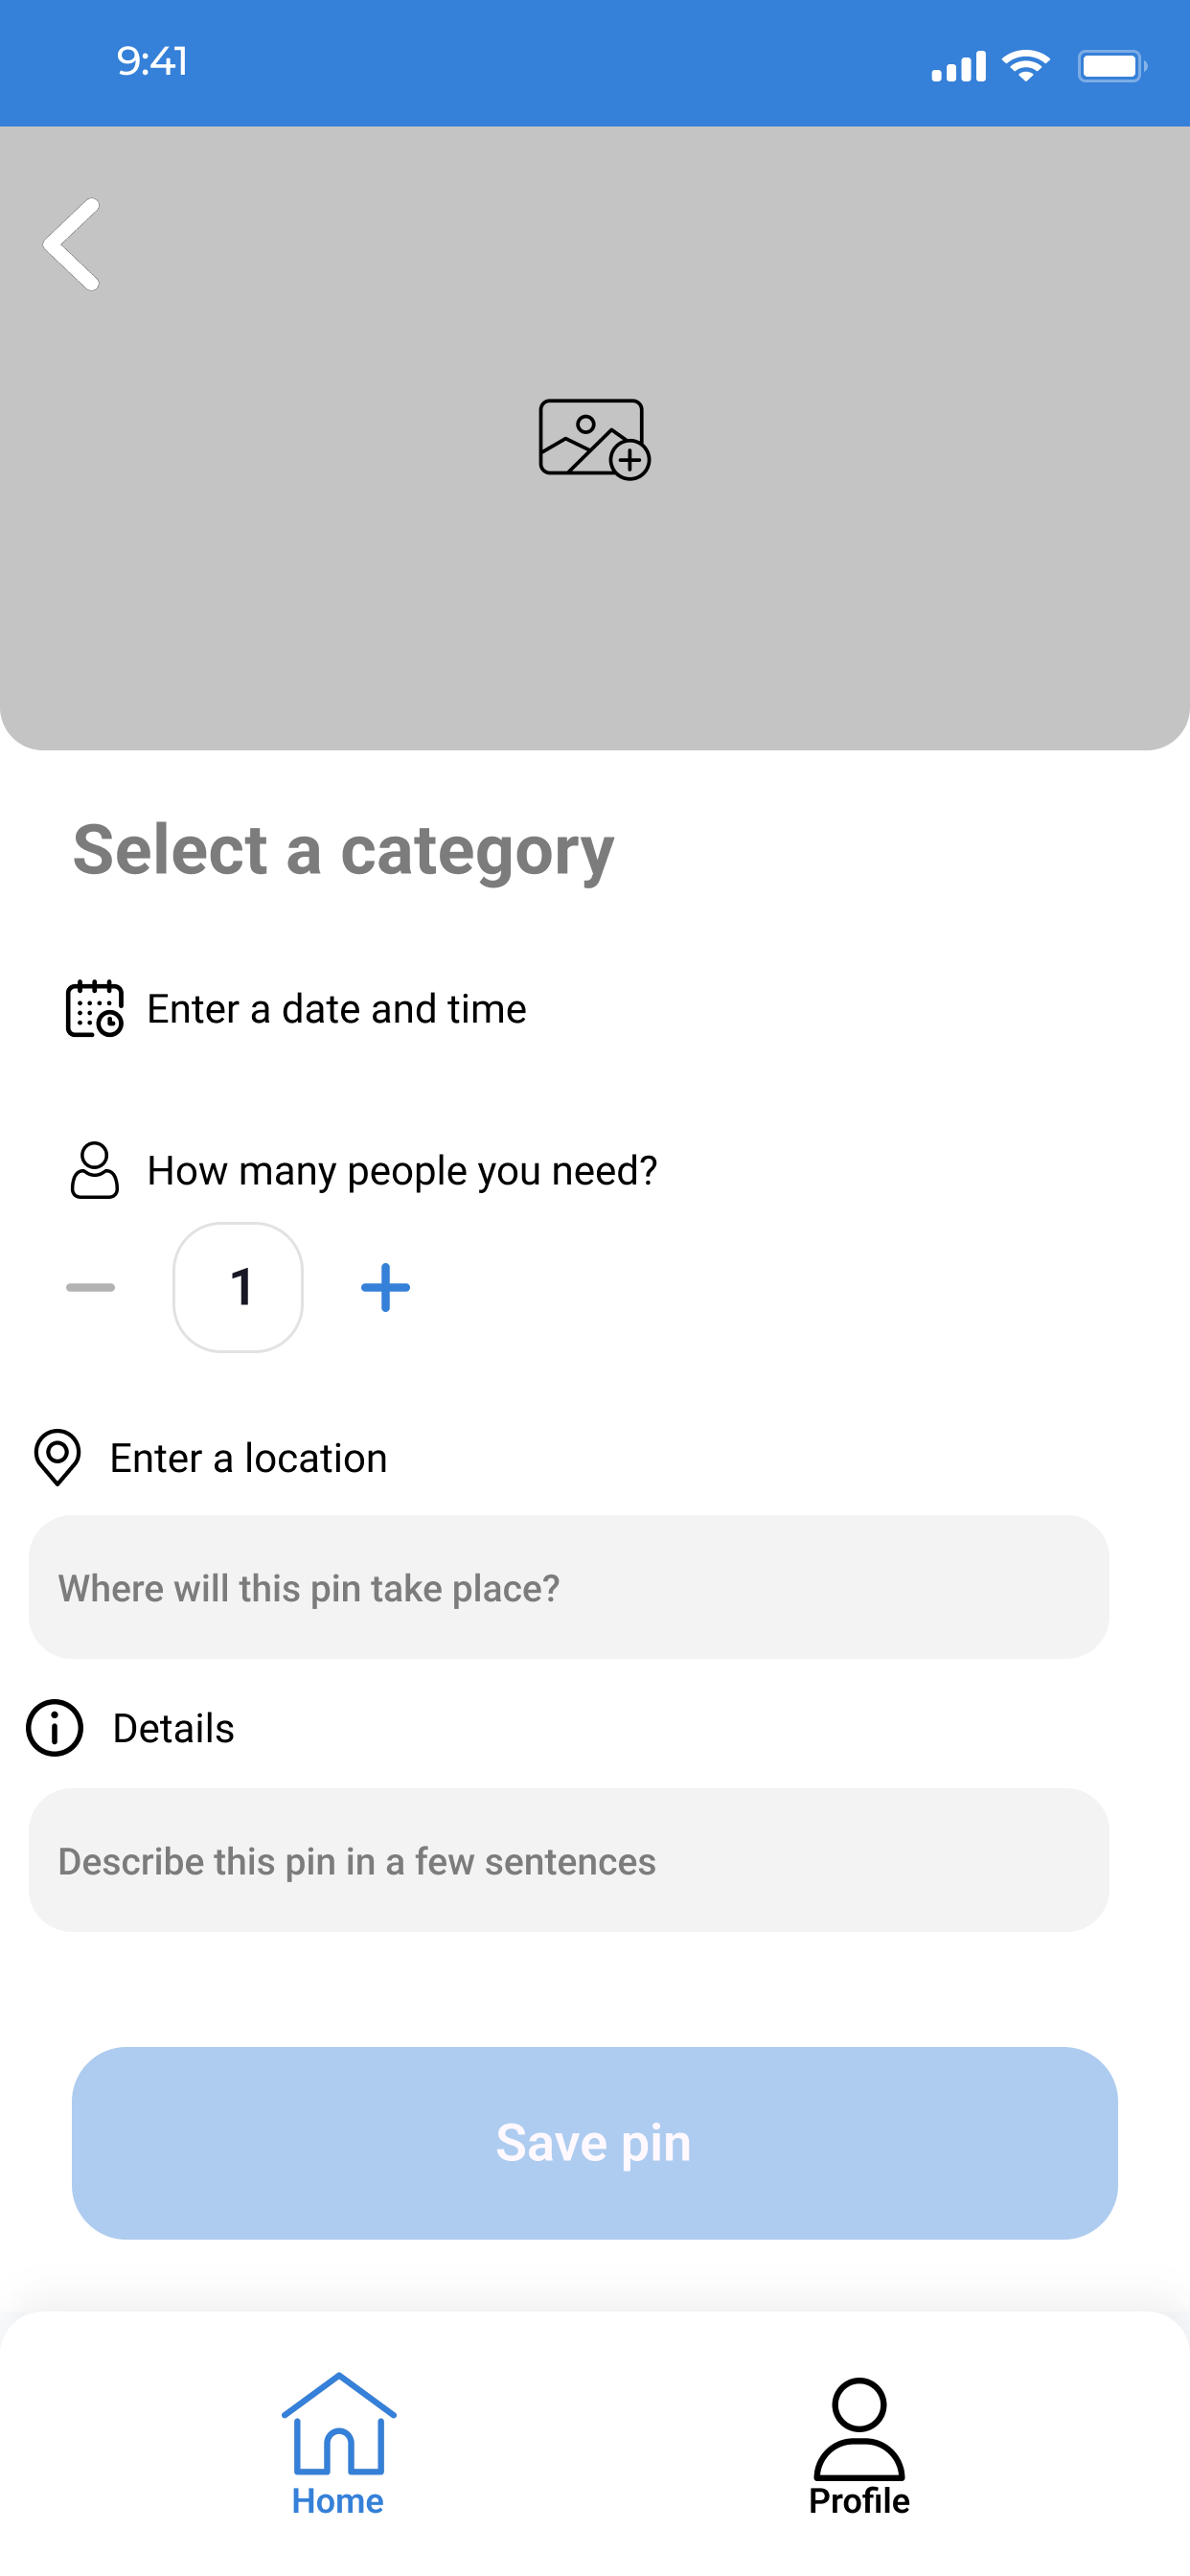 9:41
Select a category
Enter a date and time
How many people you need?
1
Enter a location
Where will this pin take place?
Details
Describe this pin in a few sentences
Save pin
Home
Profile